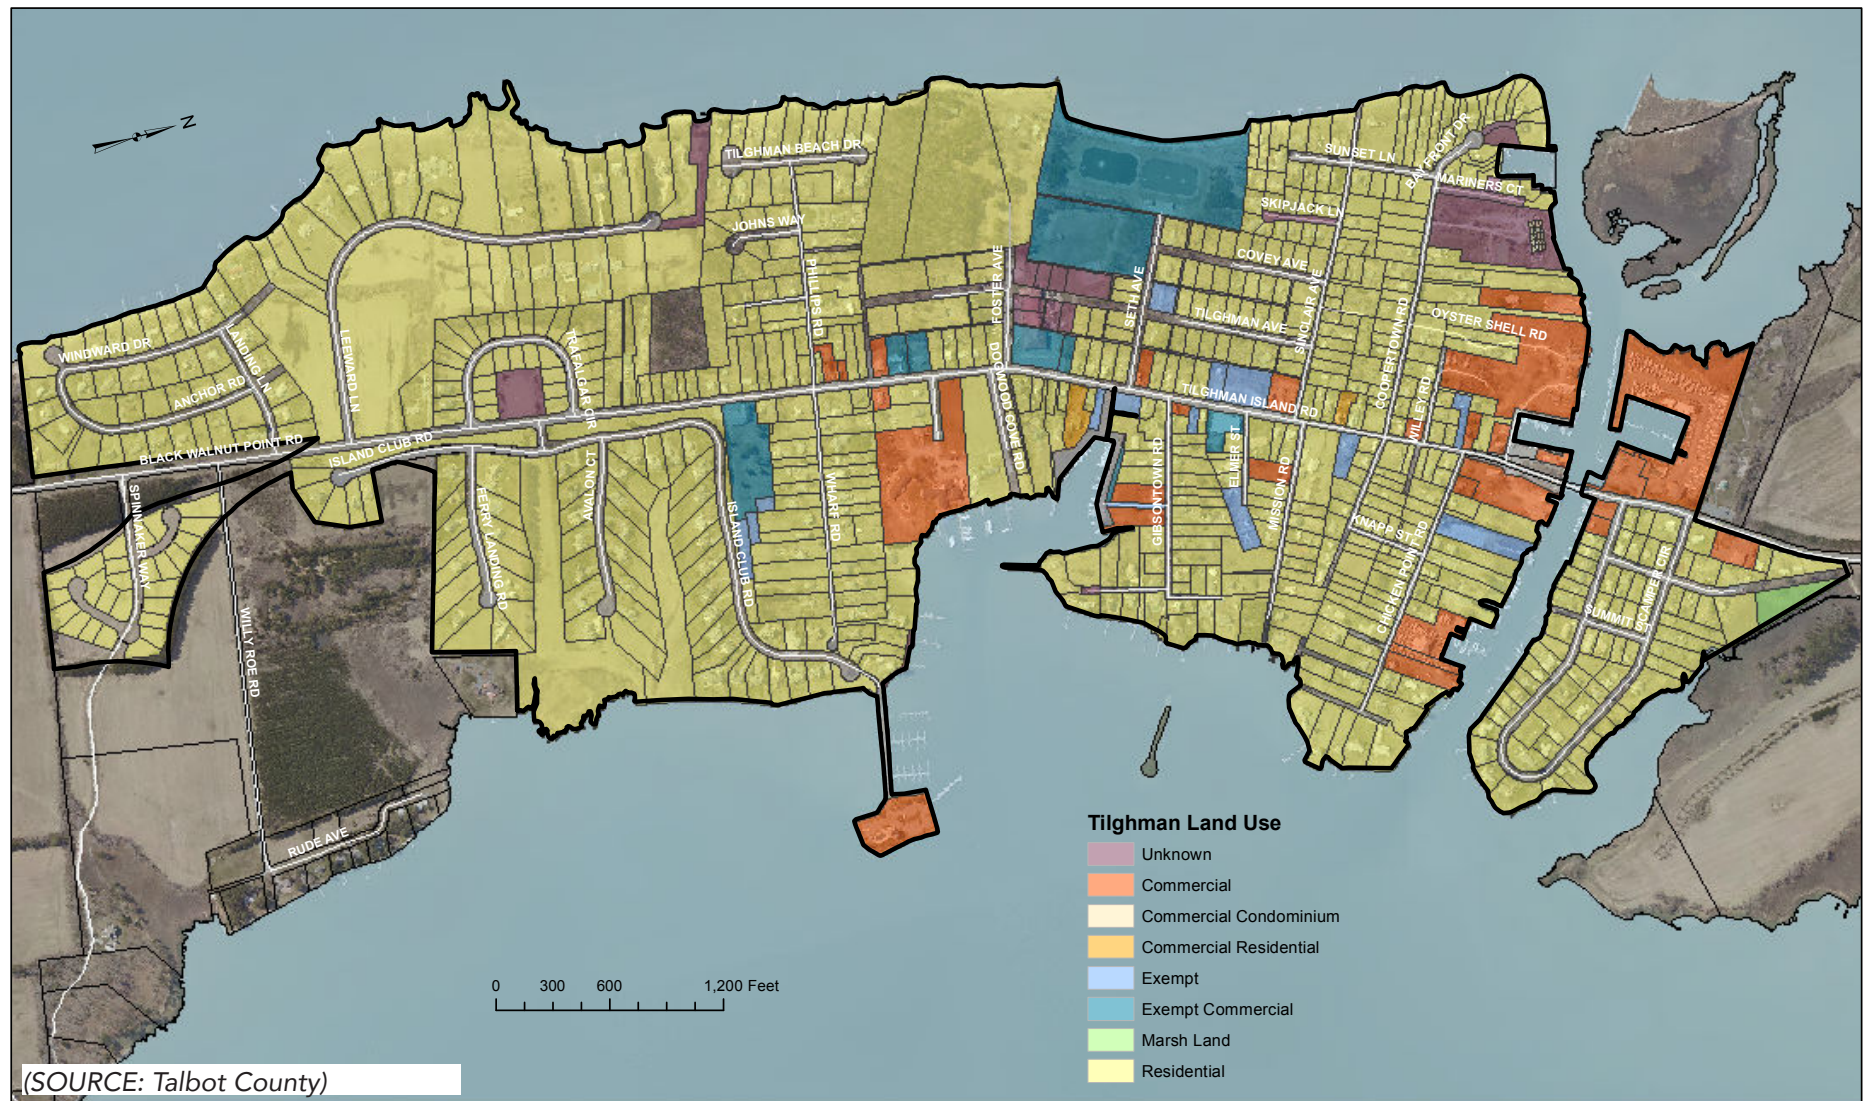 N
TILGHMAN BEACH DR
SUNSET LN
BAY FRONT DR
MARINERS CT
SKIPJACK LN
JOHNS WAY
COVEY AVE
PHILLIPS RD
FOSTER AVE
SETH AVE
SINCLAIR AVE
TILGHMAN AVE
COOPERTOWN RD
OYSTER SHELL RD
WINDWARD DR
LANDING LN
ANCHOR RD
LEEWARD LN
TRAFALGAR CIR
DOGWOOD COVE RD
TILGHMAN ISLAND RD
WILLEY RD
BLACK WALNUT POINT RD
ISLAND CLUB RD
SPINNAKER WAY
FERRY LANDING RD
AVALON CT
ISLAND CLUB RD
WHARF RD
GIBSONTOWN RD
ELMER ST
MISSION RD
KNAPP ST
CHICKEN POINT RD
SUMMIT ST
CAMPER CIR
WILLY ROE RD
RUDE AVE
Tilghman Land Use
Unknown
Commercial
Commercial Condominium
Commercial Residential
Exempt
Exempt Commercial
Marsh Land
Residential
0 300 600 1,200 Feet
(SOURCE: Talbot County)